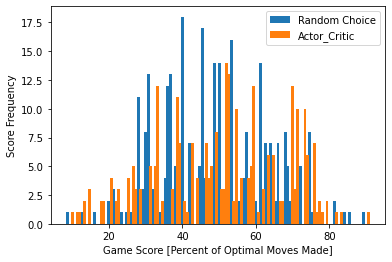 17.5
15.0
12.5
10.0
7.5
5.0
2.5
0.0
Score Frequency
Random Choice
Actor_Critic
20 40 60 80
Game Score [Percent of Optimal Moves Made]